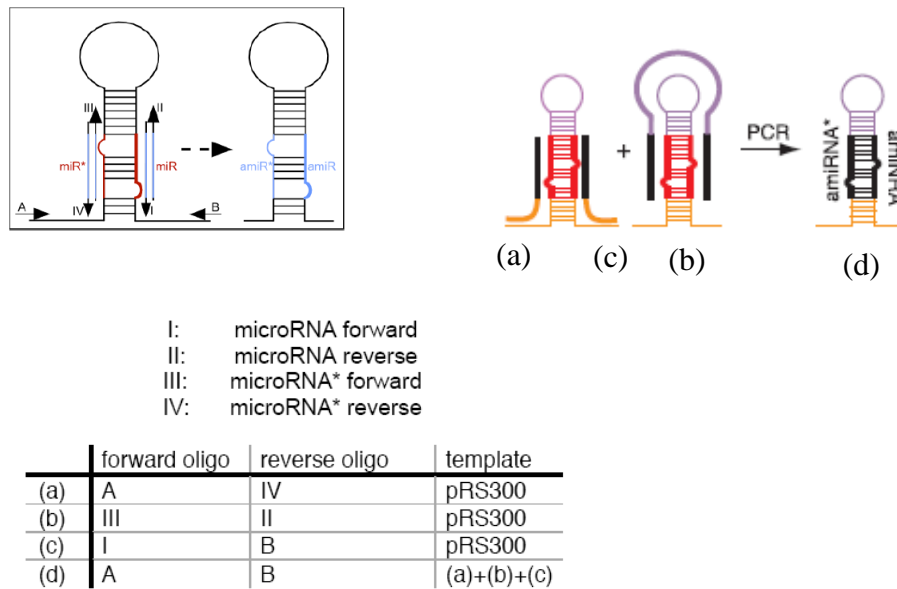 III
II
miR*
miR
amiR*
amiR
A
IV
I
B
+
PCR
amiRNA*
amiRNA
(a)
(c)
(b)
(d)
I: microRNA forward
II: microRNA reverse
III: microRNA* forward
IV: microRNA* reverse
forward oligo reverse oligo template
(a) A IV pRS300
(b) III II pRS300
(c) I B pRS300
(d) A B (a)+(b)+(c)